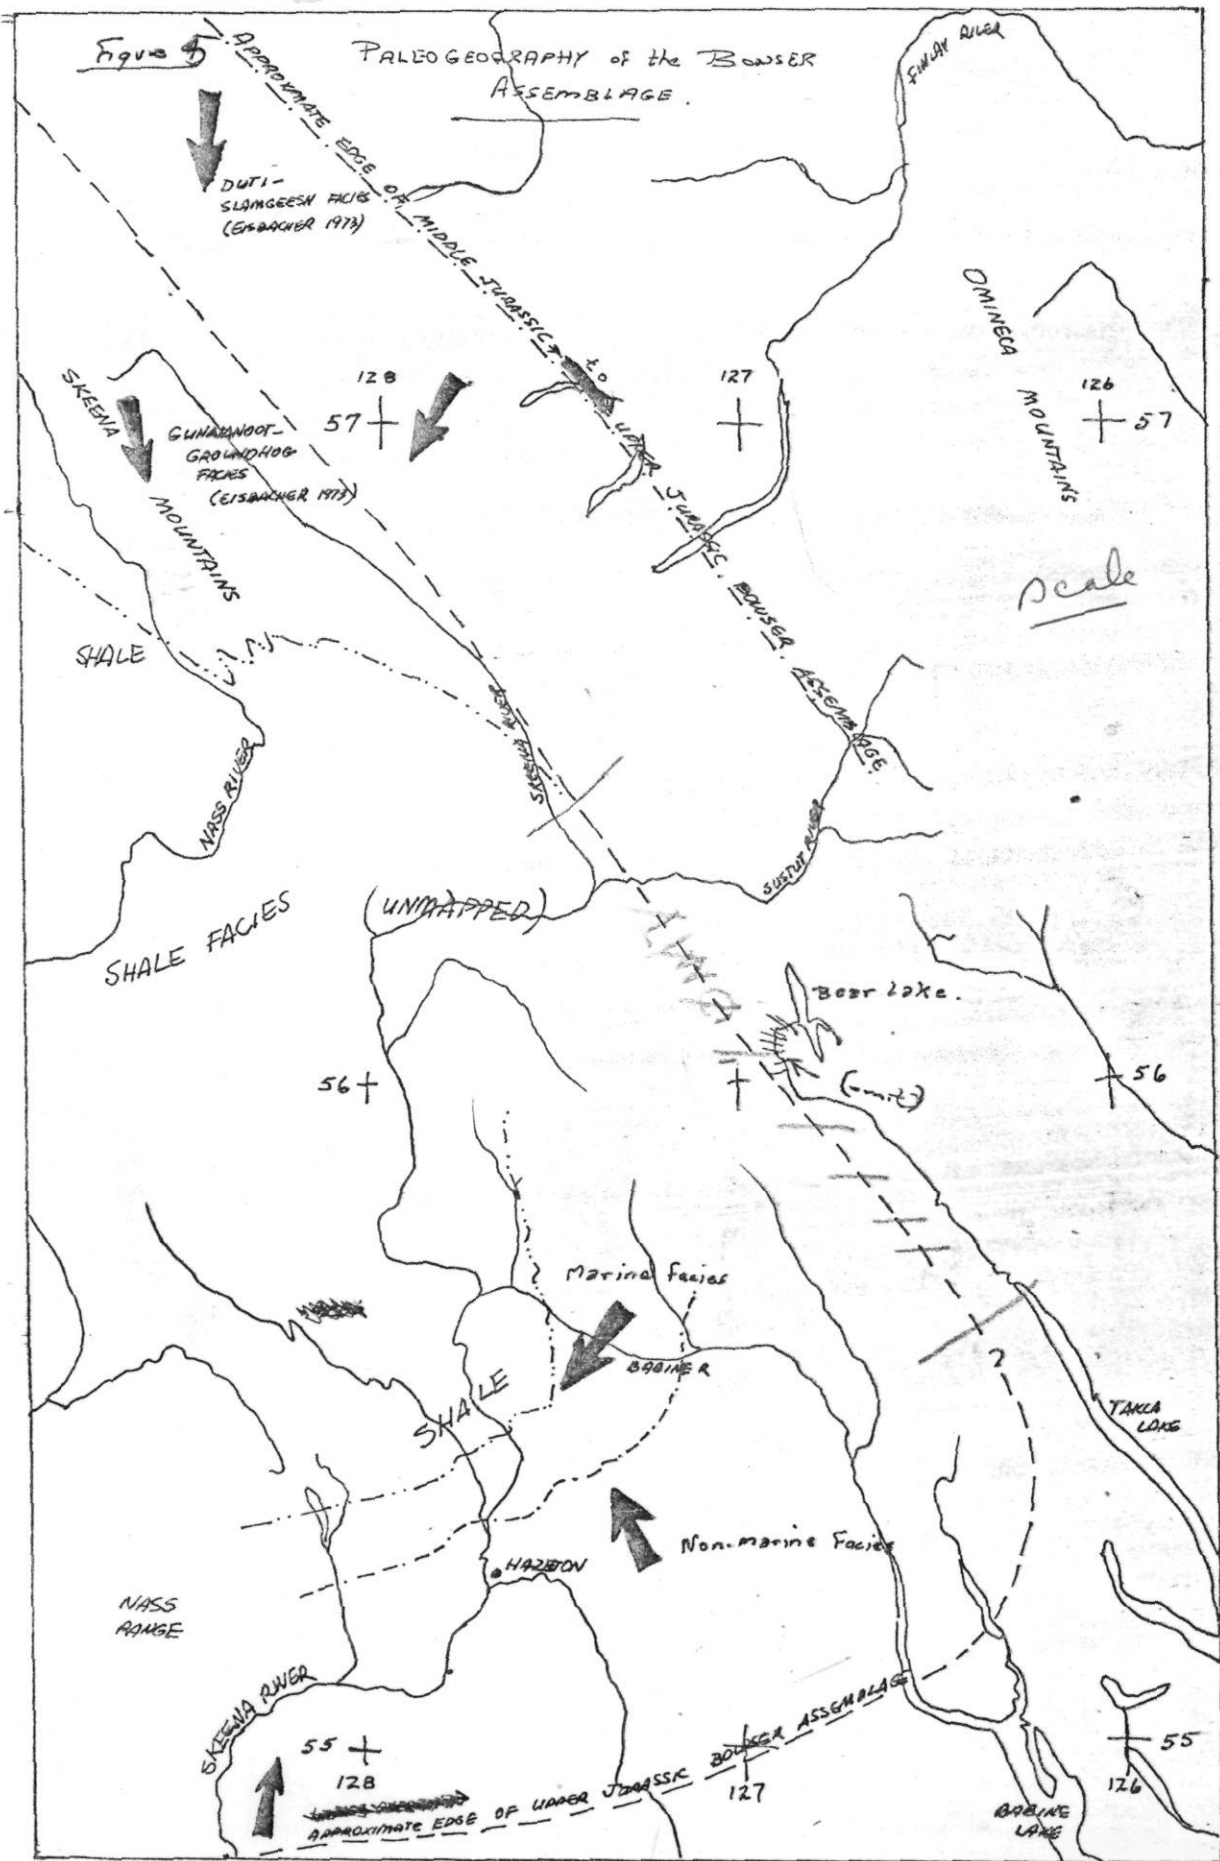 Figure 5
PALEOGEOGRAPHY of the BOWSER
ASSEMBLAGE.
FINLAY RIVER
APPROXIMATE EDGE OF MIDDLE JURASSIC to UPPER JURASSIC BOWSER ASSEMBLAGE
DUTI-
SLAMGEESH FACIES
(EISBACHER 1973)
OMINECA
MOUNTAINS
SKEENA
MOUNTAINS
GUNANOOT-
GROUNDHOG
FACIES
(EISBACHER 1973)
128
57
127
126
57
scale
SHALE
NASS RIVER
SKEENA RIVER
SUSTUT RIVER
SHALE FACIES
(UNMAPPED)
Bear Lake.
56
(omit)
56
Marine Facies
BABINE R
SHALE
?
TAKLA
LAKE
Non-marine Facies
HAZELTON
NASS
RANGE
SKEENA RIVER
55
128
127
55
126
APPROXIMATE EDGE OF UPPER JURASSIC BOWSER ASSEMBLAGE
BABINE
LAKE